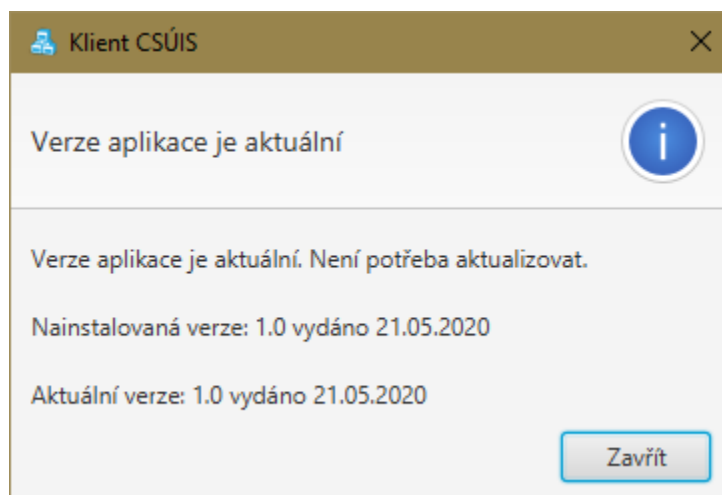 Klient CSÚIS
Verze aplikace je aktuální
Verze aplikace je aktuální. Není potřeba aktualizovat.
Nainstalovaná verze: 1.0 vydáno 21.05.2020
Aktuální verze: 1.0 vydáno 21.05.2020
Zavřít